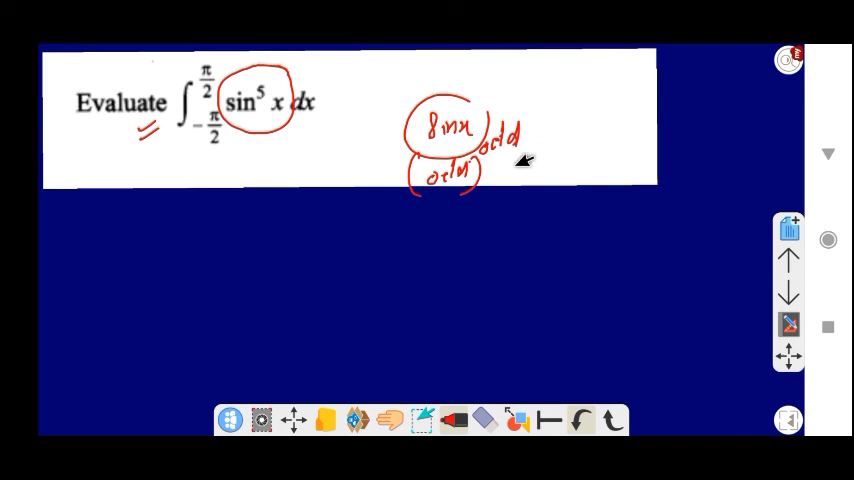 Evaluate ∫_{-π/2}^{π/2} sin⁵ x dx
(sinx)odd
(odd)